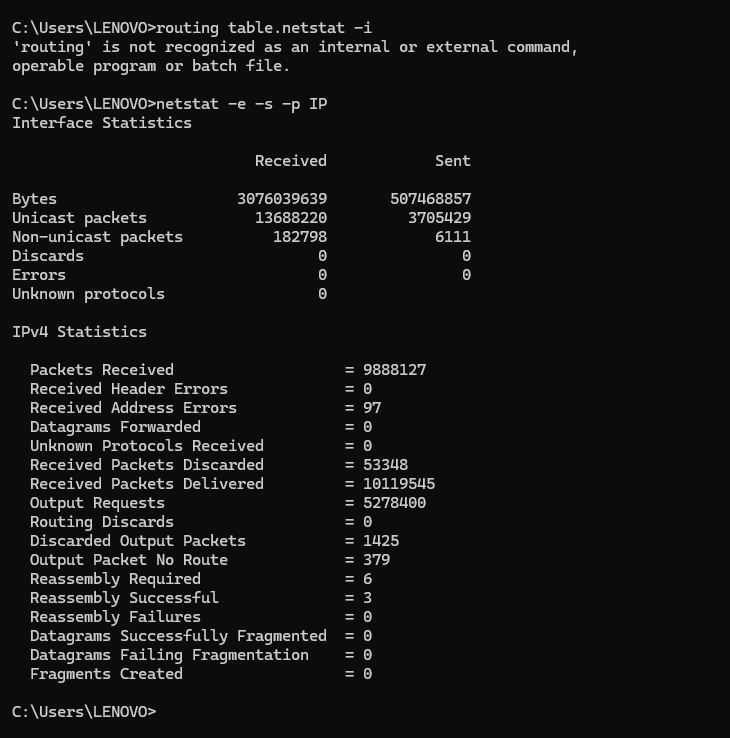 C:\Users\LENOVO>routing table.netstat -i
'routing' is not recognized as an internal or external command,
operable program or batch file.
C:\Users\LENOVO>netstat -e -s -p IP
Interface Statistics
Received Sent
Bytes 3076039639 507468857
Unicast packets 13688220 3705429
Non-unicast packets 182798 6111
Discards 0 0
Errors 0 0
Unknown protocols 0
IPv4 Statistics
Packets Received = 9888127
Received Header Errors = 0
Received Address Errors = 97
Datagrams Forwarded = 0
Unknown Protocols Received = 0
Received Packets Discarded = 53348
Received Packets Delivered = 10119545
Output Requests = 5278400
Routing Discards = 0
Discarded Output Packets = 1425
Output Packet No Route = 379
Reassembly Required = 6
Reassembly Successful = 3
Reassembly Failures = 0
Datagrams Successfully Fragmented = 0
Datagrams Failing Fragmentation = 0
Fragments Created = 0
C:\Users\LENOVO>